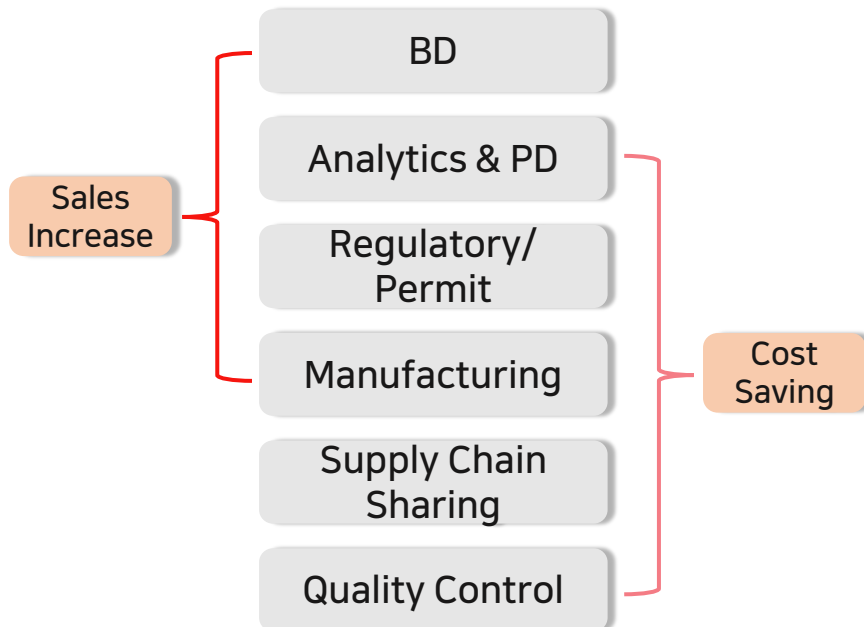 BD
Analytics & PD
Sales
Increase
Regulatory/
Permit
Manufacturing
Cost
Saving
Supply Chain
Sharing
Quality Control